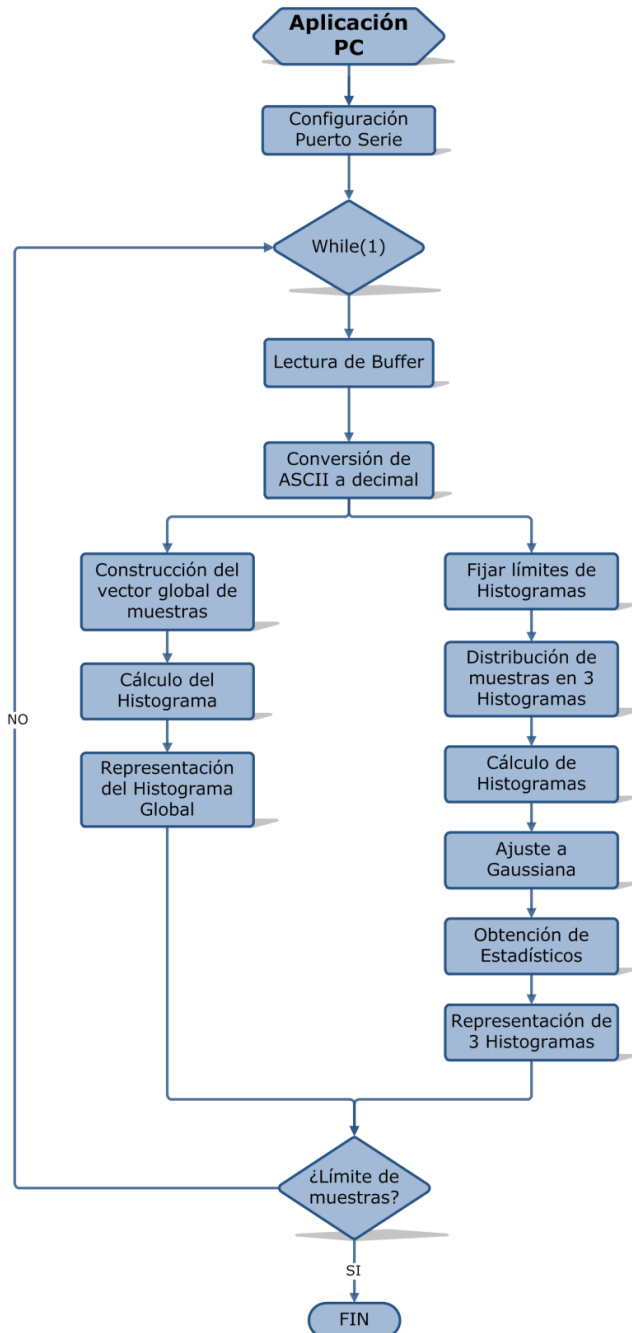 Aplicación
PC
Configuración
Puerto Serie
While(1)
Lectura de Buffer
Conversión de
ASCII a decimal
Construcción del
vector global de
muestras
Cálculo del
Histograma
Representación
del Histograma
Global
Fijar límites de
Histogramas
Distribución de
muestras en 3
Histogramas
Cálculo de
Histogramas
Ajuste a
Gaussiana
Obtención de
Estadísticos
Representación de
3 Histogramas
¿Límite de
muestras?
NO
SI
FIN